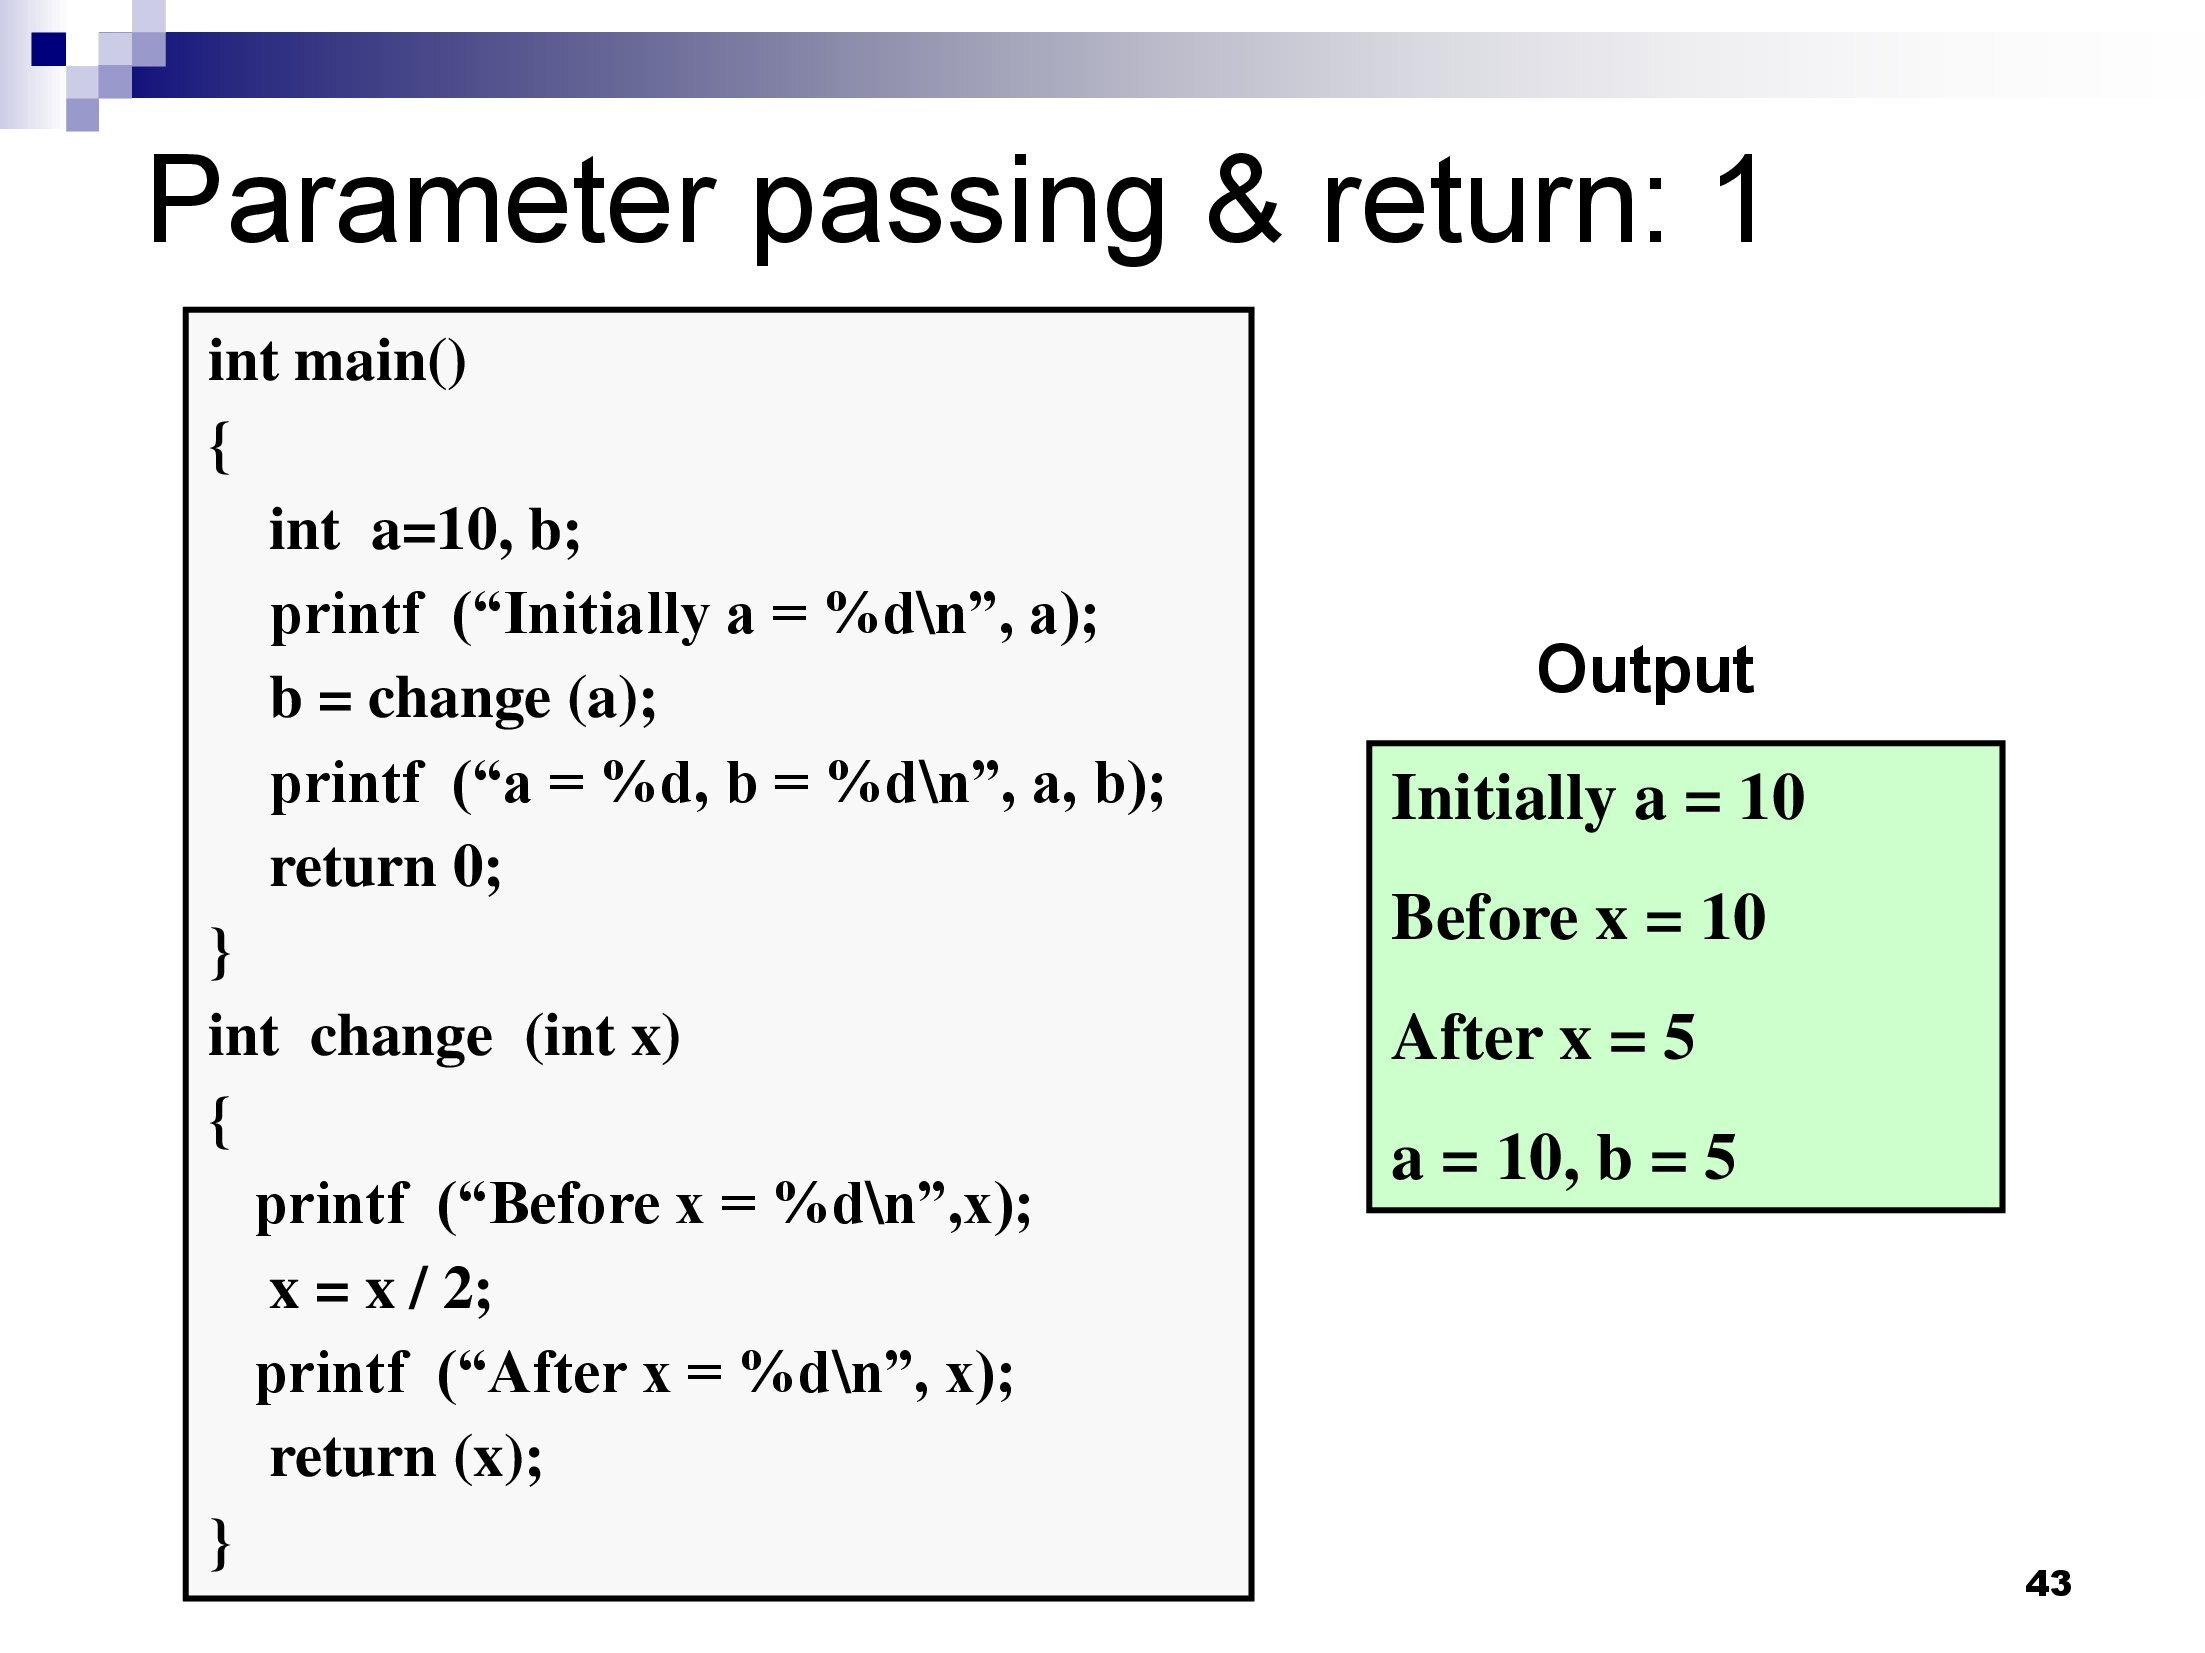 Parameter passing & return: 1
int main()
{
int a=10, b;
printf (“Initially a = %d\n”, a);
b = change (a);
printf (“a = %d, b = %d\n”, a, b);
return 0;
}
int change (int x)
{
printf (“Before x = %d\n”,x);
x = x / 2;
printf (“After x = %d\n”, x);
return (x);
}
Output
Initially a = 10
Before x = 10
After x = 5
a = 10, b = 5
43